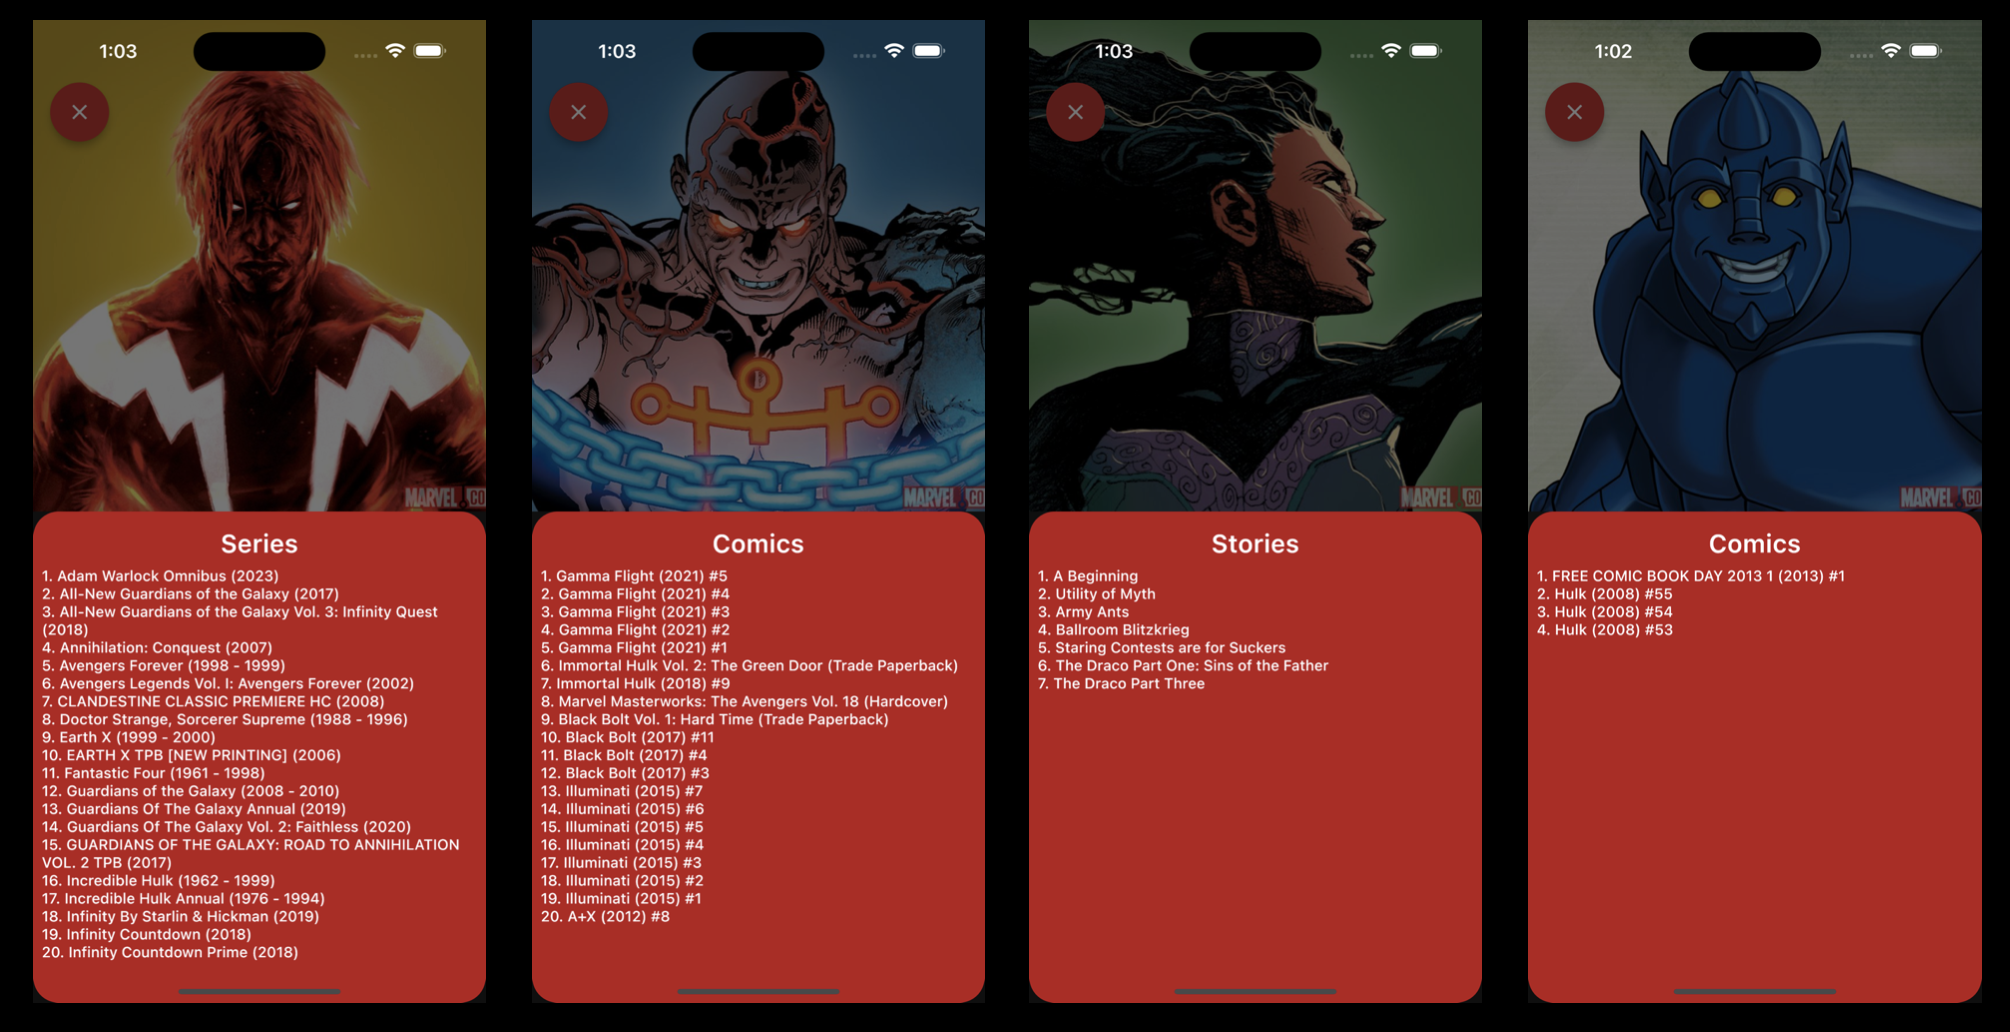 1:03
MARVEL.CO
Series
1. Adam Warlock Omnibus (2023)
2. All-New Guardians of the Galaxy (2017)
3. All-New Guardians of the Galaxy Vol. 3: Infinity Quest
(2018)
4. Annihilation: Conquest (2007)
5. Avengers Forever (1998 - 1999)
6. Avengers Legends Vol. I: Avengers Forever (2002)
7. CLANDESTINE CLASSIC PREMIERE HC (2008)
8. Doctor Strange, Sorcerer Supreme (1988 - 1996)
9. Earth X (1999 - 2000)
10. EARTH X TPB [NEW PRINTING] (2006)
11. Fantastic Four (1961 - 1998)
12. Guardians of the Galaxy (2008 - 2010)
13. Guardians Of The Galaxy Annual (2019)
14. Guardians Of The Galaxy Vol. 2: Faithless (2020)
15. GUARDIANS OF THE GALAXY: ROAD TO ANNIHILATION
VOL. 2 TPB (2017)
16. Incredible Hulk (1962 - 1999)
17. Incredible Hulk Annual (1976 - 1994)
18. Infinity By Starlin & Hickman (2019)
19. Infinity Countdown (2018)
20. Infinity Countdown Prime (2018)
1:03
MARVEL.CO
Comics
1. Gamma Flight (2021) #5
2. Gamma Flight (2021) #4
3. Gamma Flight (2021) #3
4. Gamma Flight (2021) #2
5. Gamma Flight (2021) #1
6. Immortal Hulk Vol. 2: The Green Door (Trade Paperback)
7. Immortal Hulk (2018) #9
8. Marvel Masterworks: The Avengers Vol. 18 (Hardcover)
9. Black Bolt Vol. 1: Hard Time (Trade Paperback)
10. Black Bolt (2017) #11
11. Black Bolt (2017) #4
12. Black Bolt (2017) #3
13. Illuminati (2015) #7
14. Illuminati (2015) #6
15. Illuminati (2015) #5
16. Illuminati (2015) #4
17. Illuminati (2015) #3
18. Illuminati (2015) #2
19. Illuminati (2015) #1
20. A+X (2012) #8
1:03
MARVEL.CO
Stories
1. A Beginning
2. Utility of Myth
3. Army Ants
4. Ballroom Blitzkrieg
5. Staring Contests are for Suckers
6. The Draco Part One: Sins of the Father
7. The Draco Part Three
1:02
MARVEL.CO
Comics
1. FREE COMIC BOOK DAY 2013 1 (2013) #1
2. Hulk (2008) #55
3. Hulk (2008) #54
4. Hulk (2008) #53